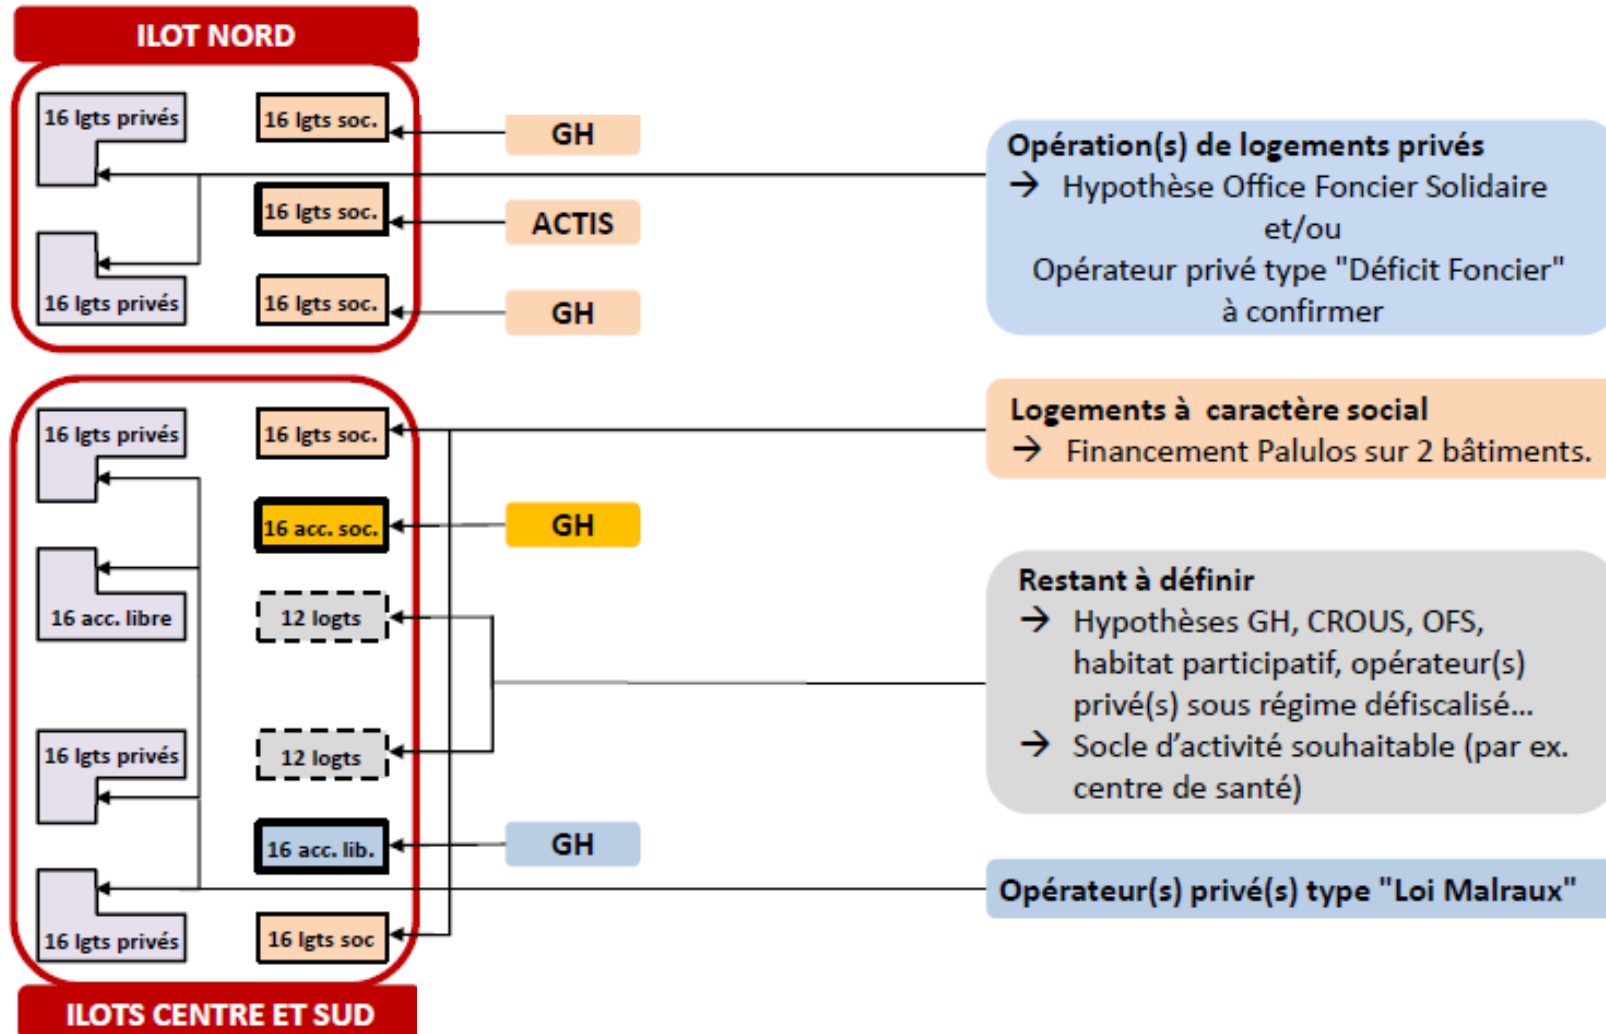 ILOT NORD
16 lgts privés
16 lgts soc.
GH
16 lgts soc.
ACTIS
16 lgts privés
16 lgts soc.
GH
Opération(s) de logements privés
→ Hypothèse Office Foncier Solidaire
et/ou
Opérateur privé type "Déficit Foncier"
à confirmer
16 lgts privés
16 lgts soc.
Logements à caractère social
→ Financement Palulos sur 2 bâtiments.
16 acc. soc.
GH
16 acc. libre
12 logts
Restant à définir
→ Hypothèses GH, CROUS, OFS,
habitat participatif, opérateur(s)
privé(s) sous régime défiscalisé...
→ Socle d'activité souhaitable (par ex.
centre de santé)
16 lgts privés
12 logts
16 acc. lib.
GH
Opérateur(s) privé(s) type "Loi Malraux"
16 lgts privés
16 lgts soc
ILOTS CENTRE ET SUD